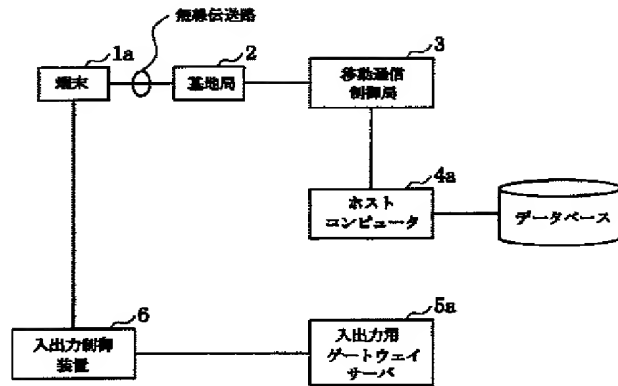 無線伝送路
1a
端末
2
基地局
3
移動通信
制御局
4a
ホスト
コンピュータ
データベース
6
入出力制御
装置
5a
入出力用
ゲートウェイ
サーバ